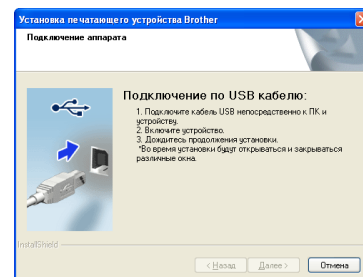 Установка печатающего устройства Brother
Подключение аппарата
Подключение по USB кабелю:
1. Подключите кабель USB непосредственно к ПК и
устройству.
2. Включите устройство.
3. Дождитесь продолжения установки.
*Во время установки будут открываться и закрываться
различные окна.
InstallShield
< Назад
Далее >
Отмена